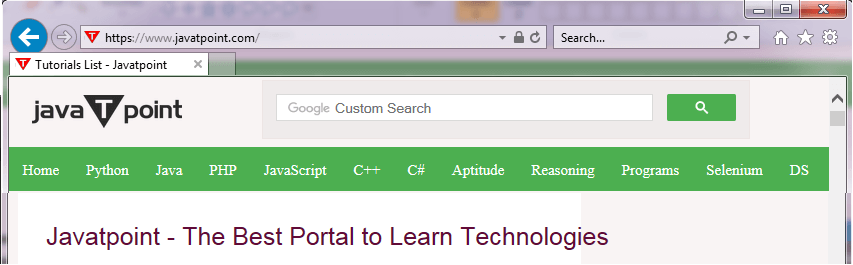 https://www.javatpoint.com/ Search...
Tutorials List - Javatpoint
java T point Google Custom Search
Home Python Java PHP JavaScript C++ C# Aptitude Reasoning Programs Selenium DS
Javatpoint - The Best Portal to Learn Technologies